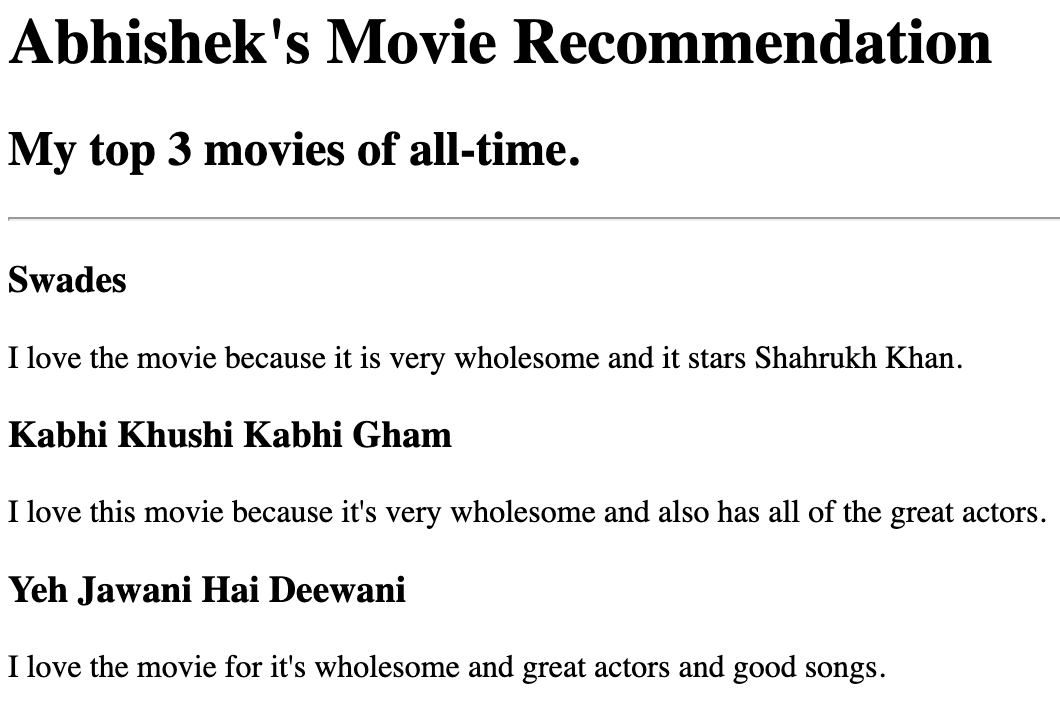 Abhishek's Movie Recommendation
My top 3 movies of all-time.
Swades
I love the movie because it is very wholesome and it stars Shahrukh Khan.
Kabhi Khushi Kabhi Gham
I love this movie because it's very wholesome and also has all of the great actors.
Yeh Jawani Hai Deewani
I love the movie for it's wholesome and great actors and good songs.